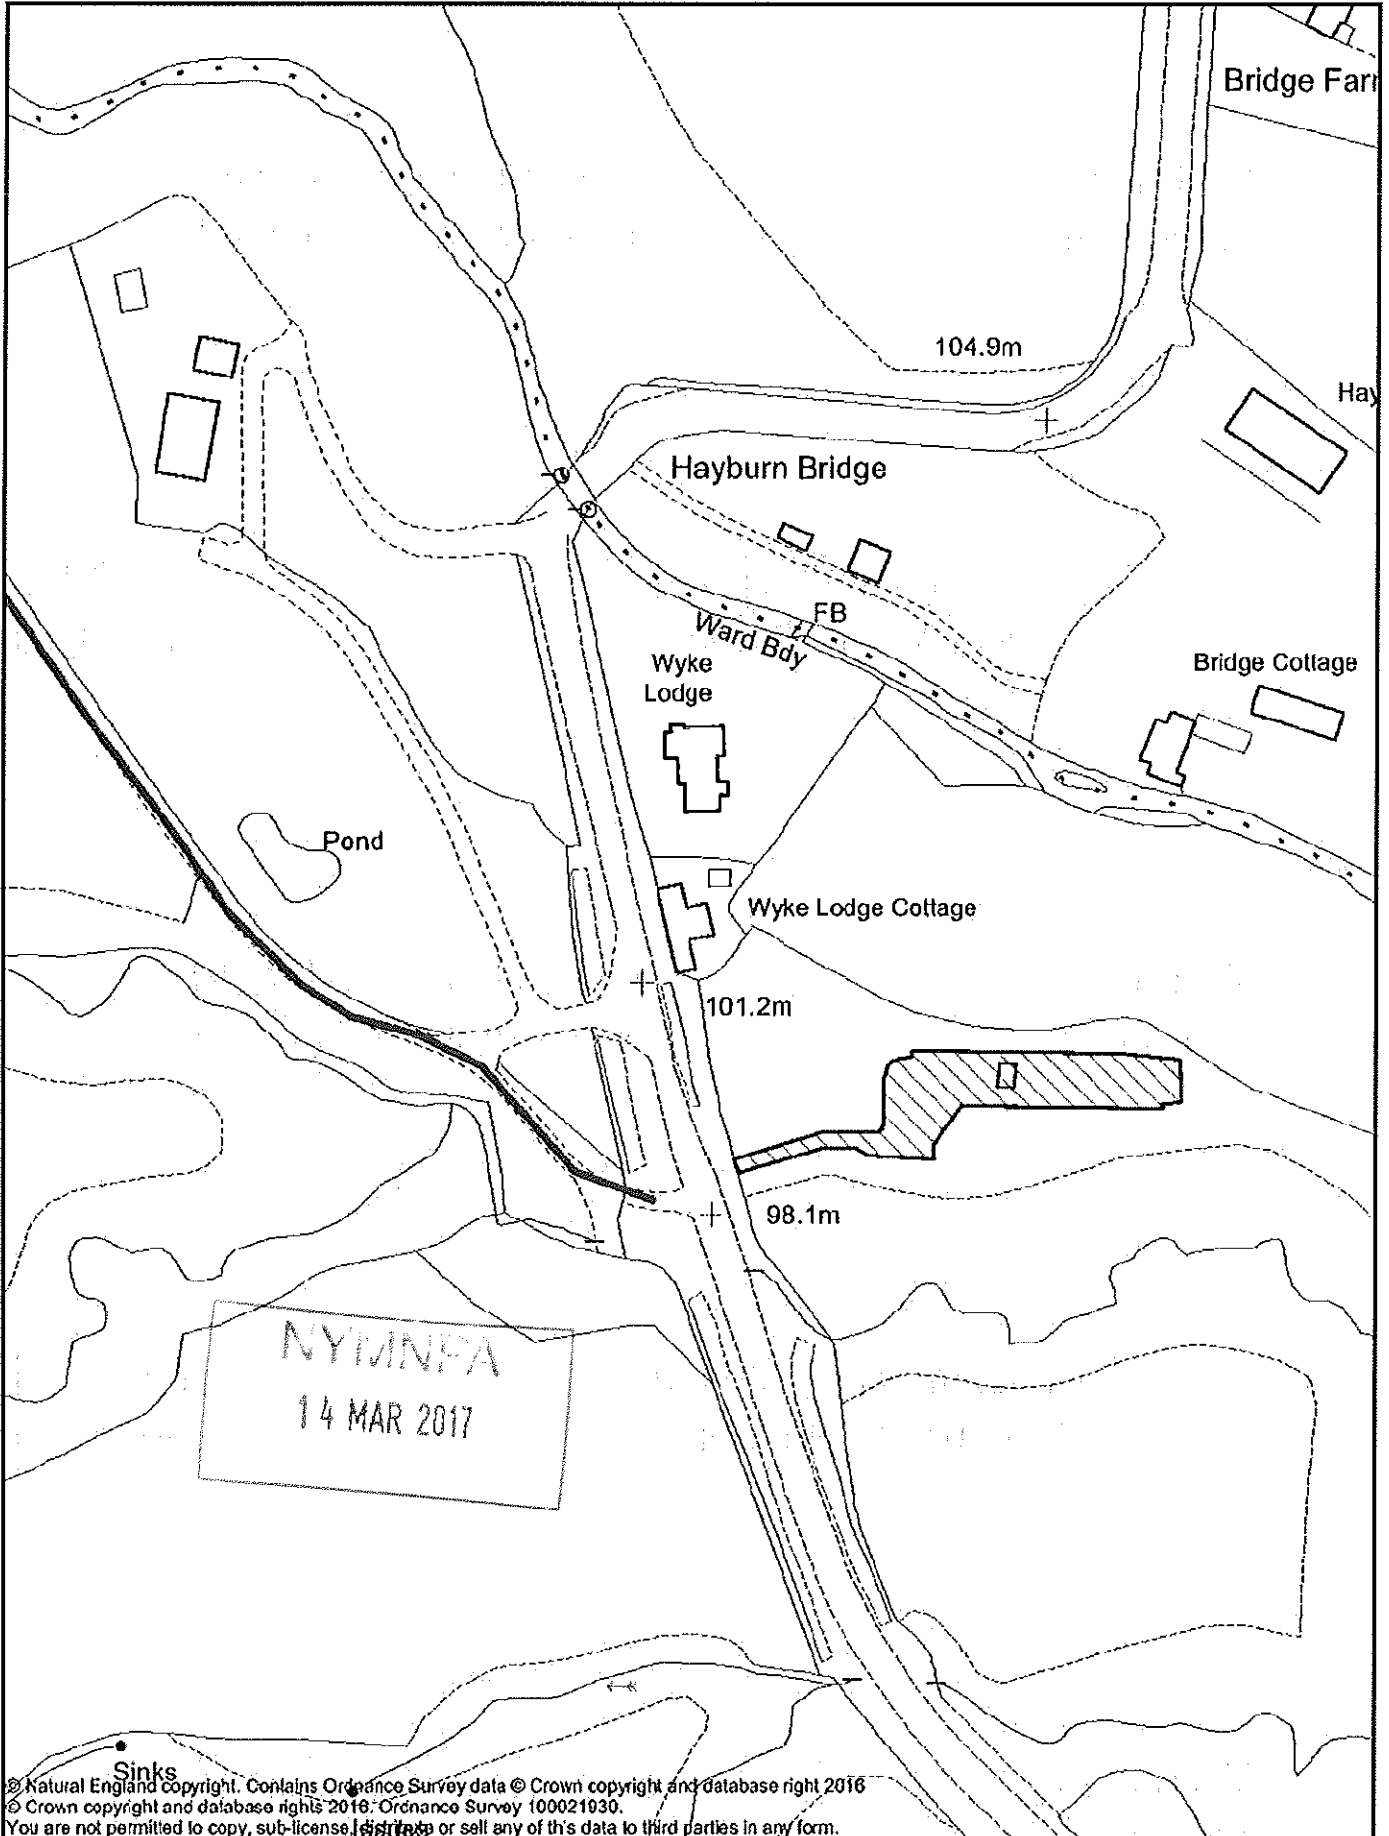 Bridge Far
104.9m
Hay
Hayburn Bridge
FB
Ward Bdy
Wyke
Lodge
Bridge Cottage
Pond
Wyke Lodge Cottage
101.2m
98.1m
NYMNPA
14 MAR 2017
Sinks
© Natural England copyright. Contains Ordnance Survey data © Crown copyright and database right 2016
© Crown copyright and database rights 2016. Ordnance Survey 100021930.
You are not permitted to copy, sub-license, distribute or sell any of this data to third parties in any form.